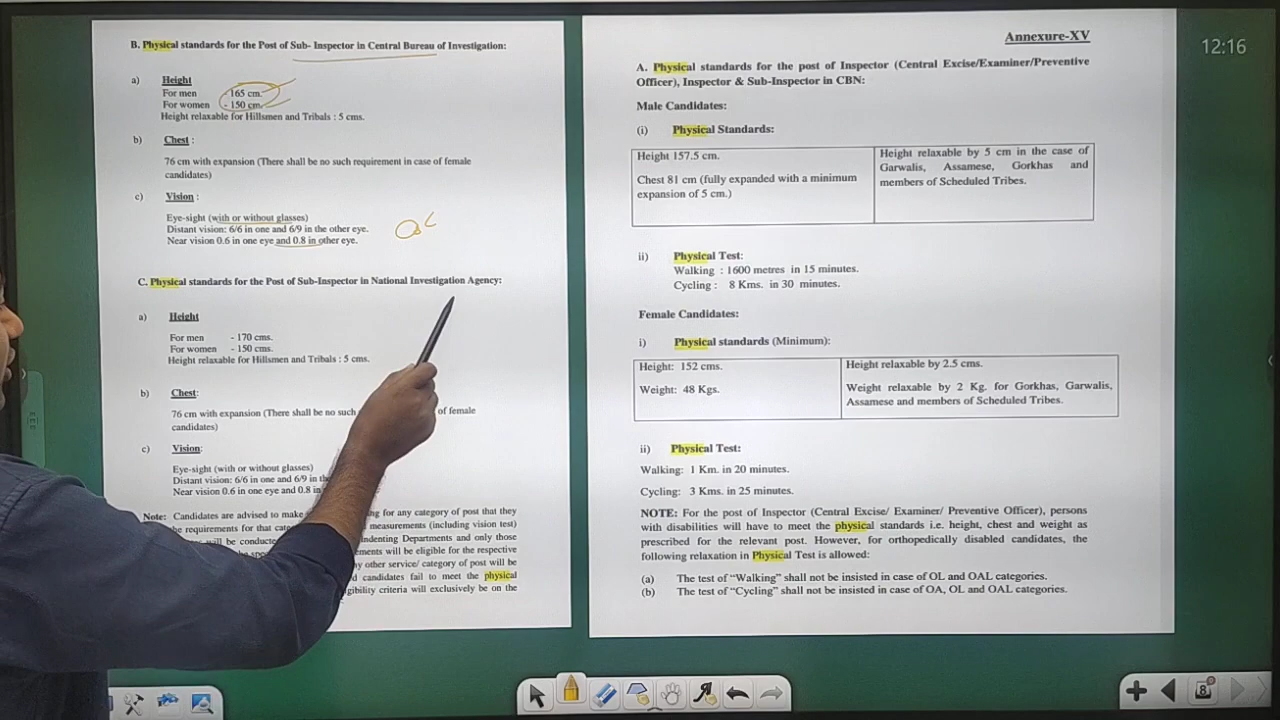 B. Physical standards for the Post of Sub- Inspector in Central Bureau of Investigation:
a) Height
For men - 165 cm.
For women - 150 cm.
Height relaxable for Hillsmen and Tribals : 5 cms.
b) Chest :
76 cm with expansion (There shall be no such requirement in case of female
candidates)
c) Vision :
Eye-sight (with or without glasses)
Distant vision: 6/6 in one and 6/9 in the other eye.
Near vision 0.6 in one eye and 0.8 in other eye.
C. Physical standards for the Post of Sub-Inspector in National Investigation Agency:
a) Height
For men - 170 cms.
For women - 150 cms.
Height relaxable for Hillsmen and Tribals : 5 cms.
b) Chest:
76 cm with expansion (There shall be no such of female
candidates)
c) Vision:
Eye-sight (with or without glasses)
Distant vision: 6/6 in one and 6/9 in
Near vision 0.6 in one eye and 0.8 in
Note: Candidates are advised to make for any category of post that they
requirements for that measurements (including vision test)
will be Indenting Departments and only those
will be eligible for the respective
other service/ category of post will be
candidates fail to meet the physical
criteria will exclusively be on the
Annexure-XV
A. Physical standards for the post of Inspector (Central Excise/Examiner/Preventive
Officer), Inspector & Sub-Inspector in CBN:
Male Candidates:
(i) Physical Standards:
Height 157.5 cm.
Chest 81 cm (fully expanded with a minimum
expansion of 5 cm.)
Height relaxable by 5 cm in the case of
Garwalis, Assamese, Gorkhas and
members of Scheduled Tribes.
ii) Physical Test:
Walking : 1600 metres in 15 minutes.
Cycling : 8 Kms. in 30 minutes.
Female Candidates:
i) Physical standards (Minimum):
Height: 152 cms.
Weight: 48 Kgs.
Height relaxable by 2.5 cms.
Weight relaxable by 2 Kg. for Gorkhas, Garwalis,
Assamese and members of Scheduled Tribes.
ii) Physical Test:
Walking: 1 Km. in 20 minutes.
Cycling: 3 Kms. in 25 minutes.
NOTE: For the post of Inspector (Central Excise/ Examiner/ Preventive Officer), persons
with disabilities will have to meet the physical standards i.e. height, chest and weight as
prescribed for the relevant post. However, for orthopedically disabled candidates, the
following relaxation in Physical Test is allowed:
(a) The test of “Walking” shall not be insisted in case of OL and OAL categories.
(b) The test of “Cycling” shall not be insisted in case of OA, OL and OAL categories.
12:16
8